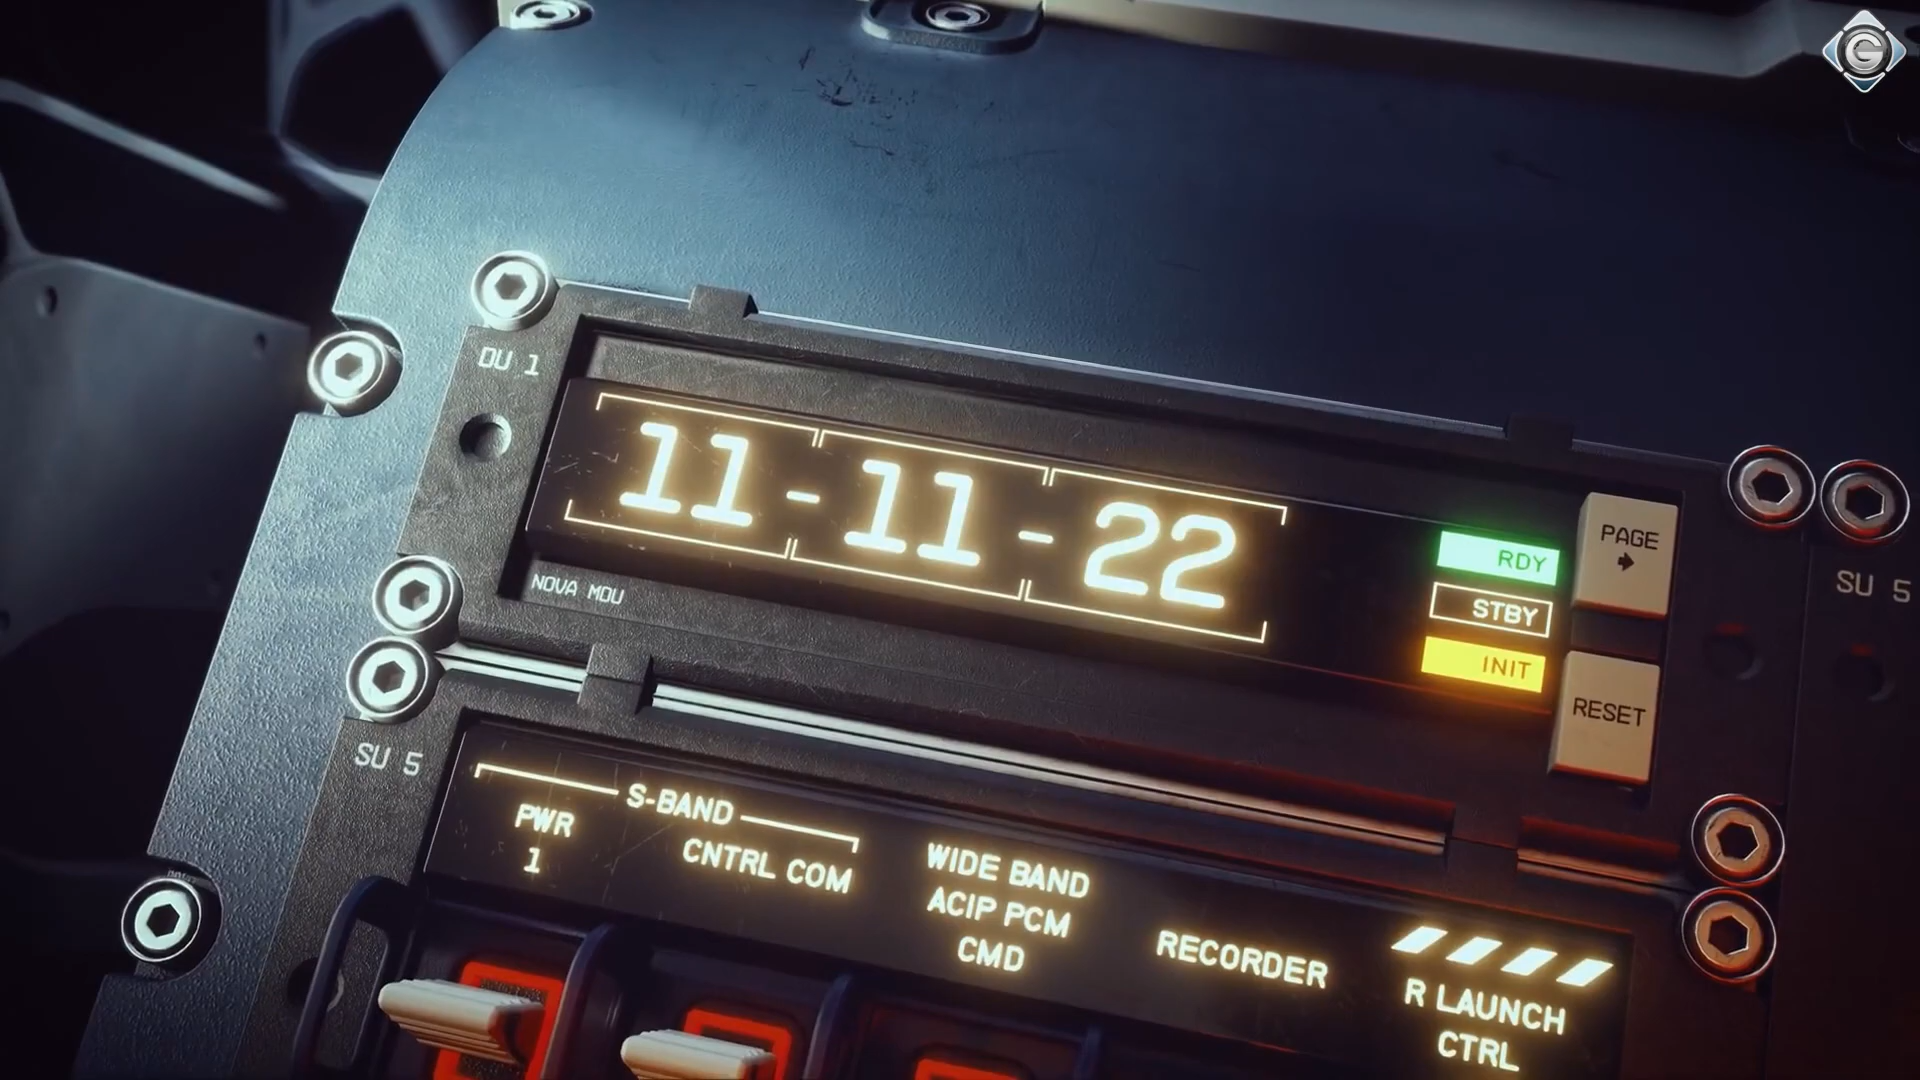 G
DU 1
11-11-22
RDY
STBY
INIT
PAGE
RESET
NOVA MDU
SU 5
SU 5
S-BAND
PWR
1
CNTRL COM
WIDE BAND
ACIP PCM
CMD
RECORDER
R LAUNCH
CTRL